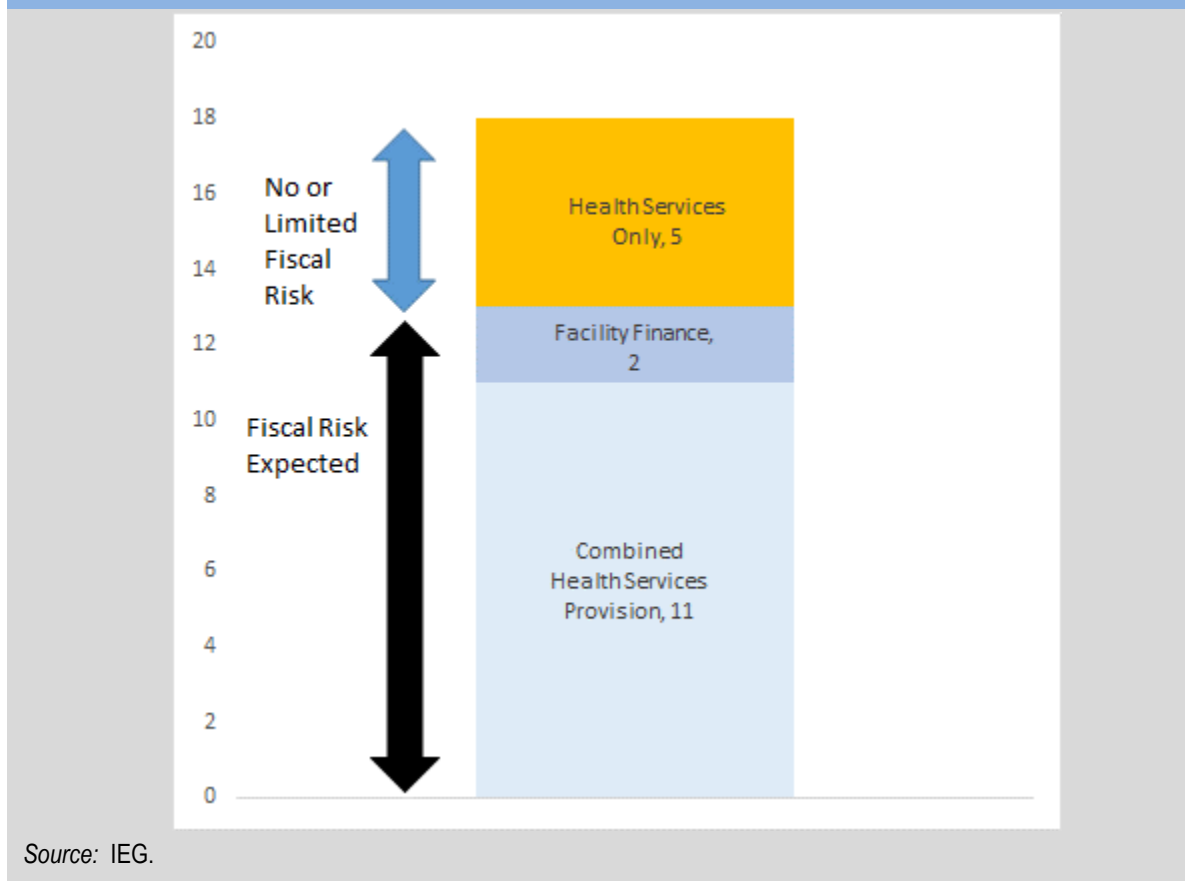 20
18
16
14
12
10
8
6
4
2
0
No or
Limited
Fiscal
Risk
Fiscal Risk
Expected
Health Services
Only, 5
Facility Finance,
2
Combined
Health Services
Provision, 11
Source: IEG.